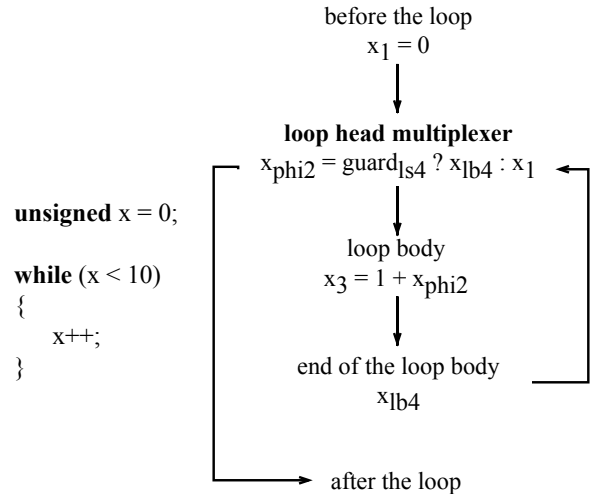 before the loop
x1 = 0
loop head multiplexer
xphi2 = guardls4 ? xlb4 : x1
unsigned x = 0;
while (x < 10)
{
x++;
}
loop body
x3 = 1 + xphi2
end of the loop body
xlb4
after the loop